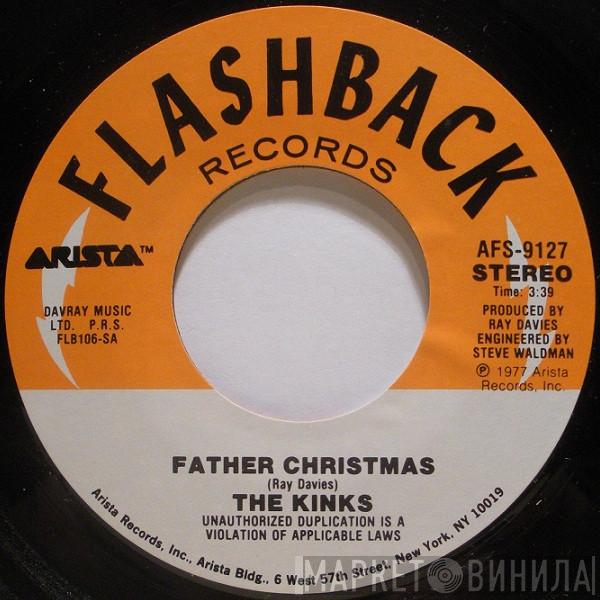 FLASHBACK
RECORDS
ARISTA™
DAVRAY MUSIC
LTD. P.R.S.
FLB106-SA
AFS-9127
STEREO
Time: 3:39
PRODUCED BY
RAY DAVIES
ENGINEERED BY
STEVE WALDMAN
℗ 1977 Arista
Records, Inc.
FATHER CHRISTMAS
(Ray Davies)
THE KINKS
UNAUTHORIZED DUPLICATION IS A
VIOLATION OF APPLICABLE LAWS
Arista Records, Inc., Arista Bldg., 6 West 57th Street, New York, NY 10019
МАРКЕТ ВИНИЛА